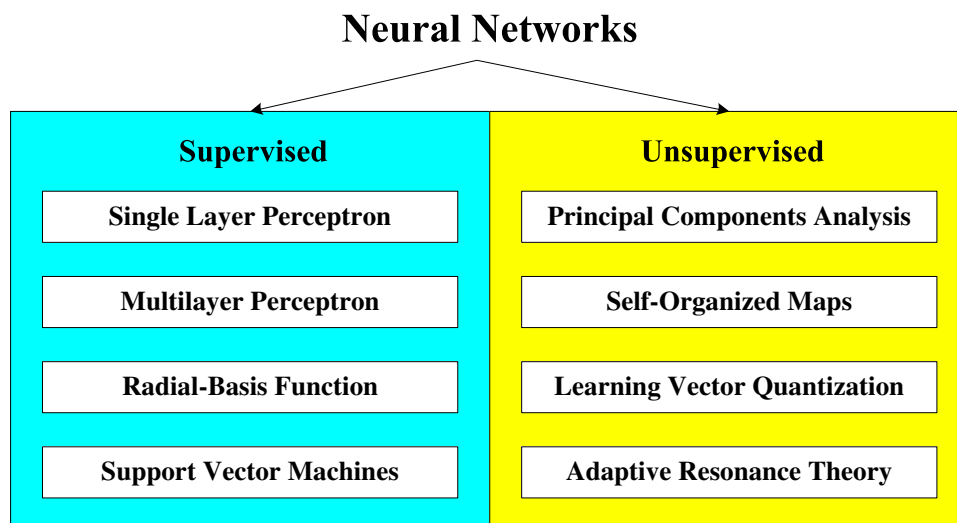 Neural Networks
Supervised
Single Layer Perceptron
Multilayer Perceptron
Radial-Basis Function
Support Vector Machines
Unsupervised
Principal Components Analysis
Self-Organized Maps
Learning Vector Quantization
Adaptive Resonance Theory